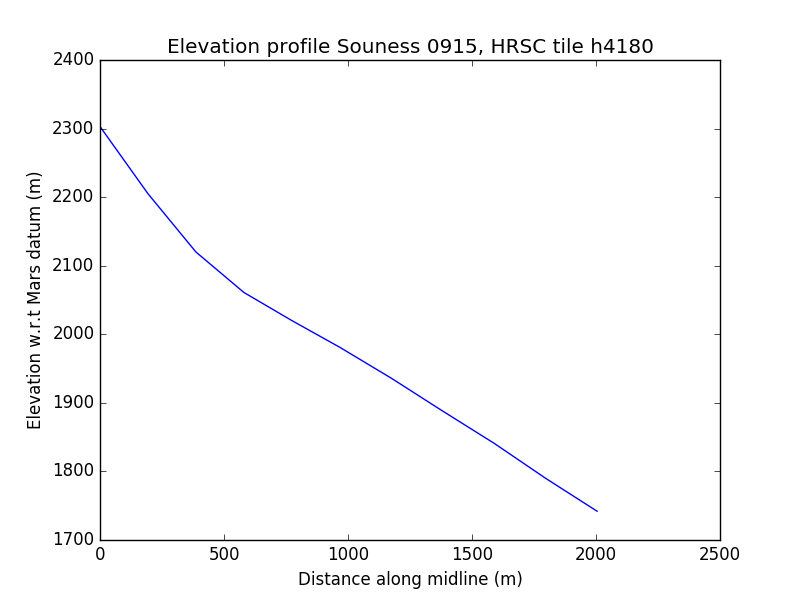 Elevation profile Souness 0915, HRSC tile h4180
2400
2300
2200
2100
2000
1900
1800
1700
Elevation w.r.t Mars datum (m)
0 500 1000 1500 2000 2500
Distance along midline (m)